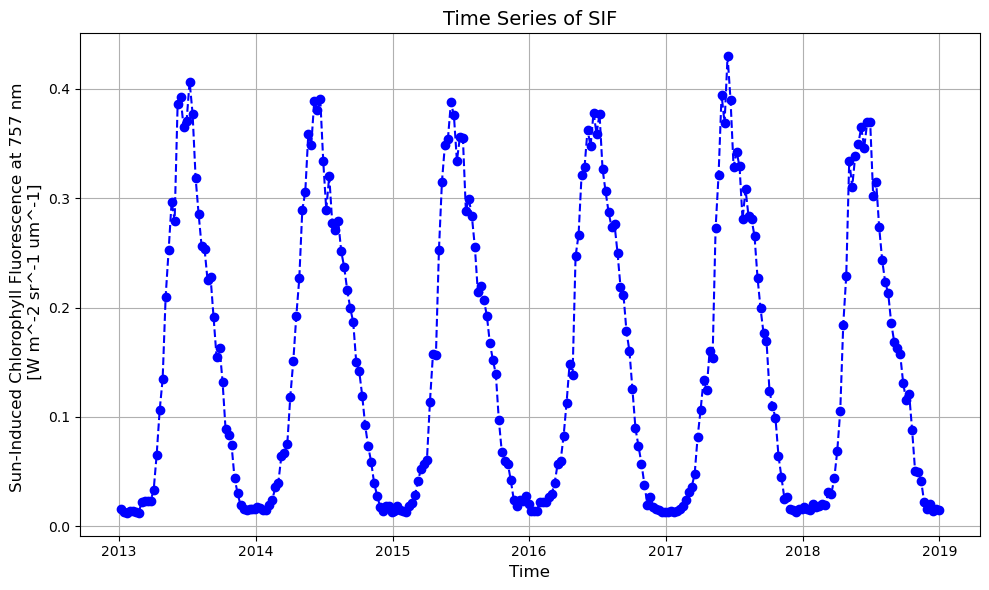 Time Series of SIF
Sun-Induced Chlorophyll Fluorescence at 757 nm
[W m^-2 sr^-1 um^-1]
0.4
0.3
0.2
0.1
0.0
2013 2014 2015 2016 2017 2018 2019
Time